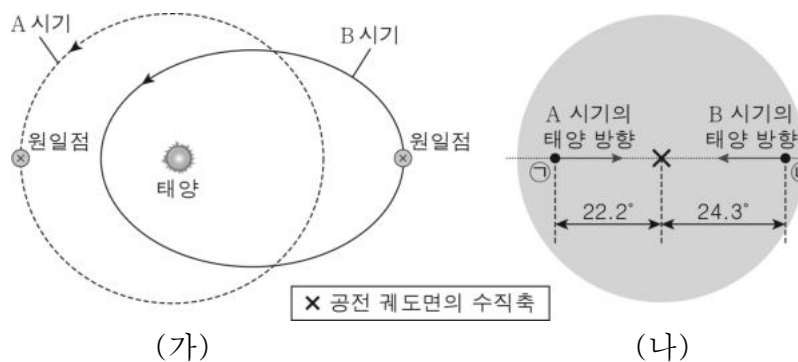 A 시기
B 시기
원일점
태양
원일점
A 시기의
태양 방향
B 시기의
태양 방향
㉠
22.2°
24.3°
× 공전 궤도면의 수직축
(가)
(나)